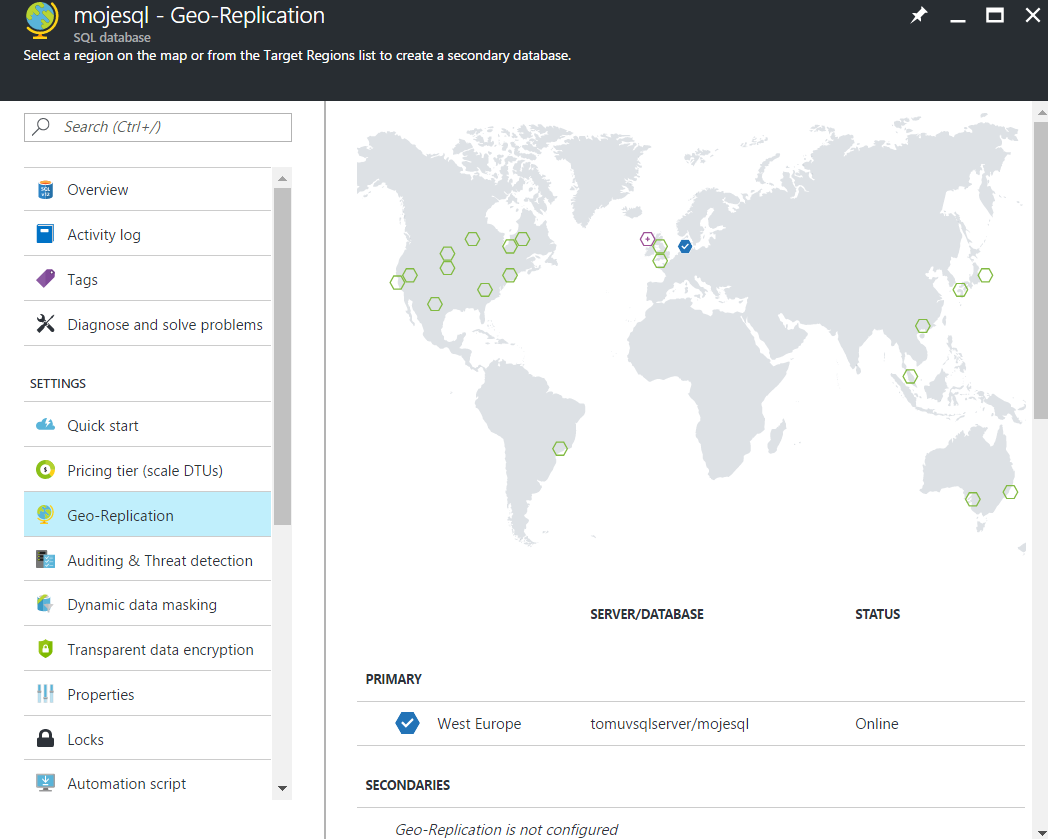 mojesql - Geo-Replication
SQL database
Select a region on the map or from the Target Regions list to create a secondary database.
Search (Ctrl+/)
Overview
Activity log
Tags
Diagnose and solve problems
SETTINGS
Quick start
Pricing tier (scale DTUs)
Geo-Replication
Auditing & Threat detection
Dynamic data masking
Transparent data encryption
Properties
Locks
Automation script
SERVER/DATABASE STATUS
PRIMARY
West Europe tomuvsqlserver/mojesql Online
SECONDARIES
Geo-Replication is not configured